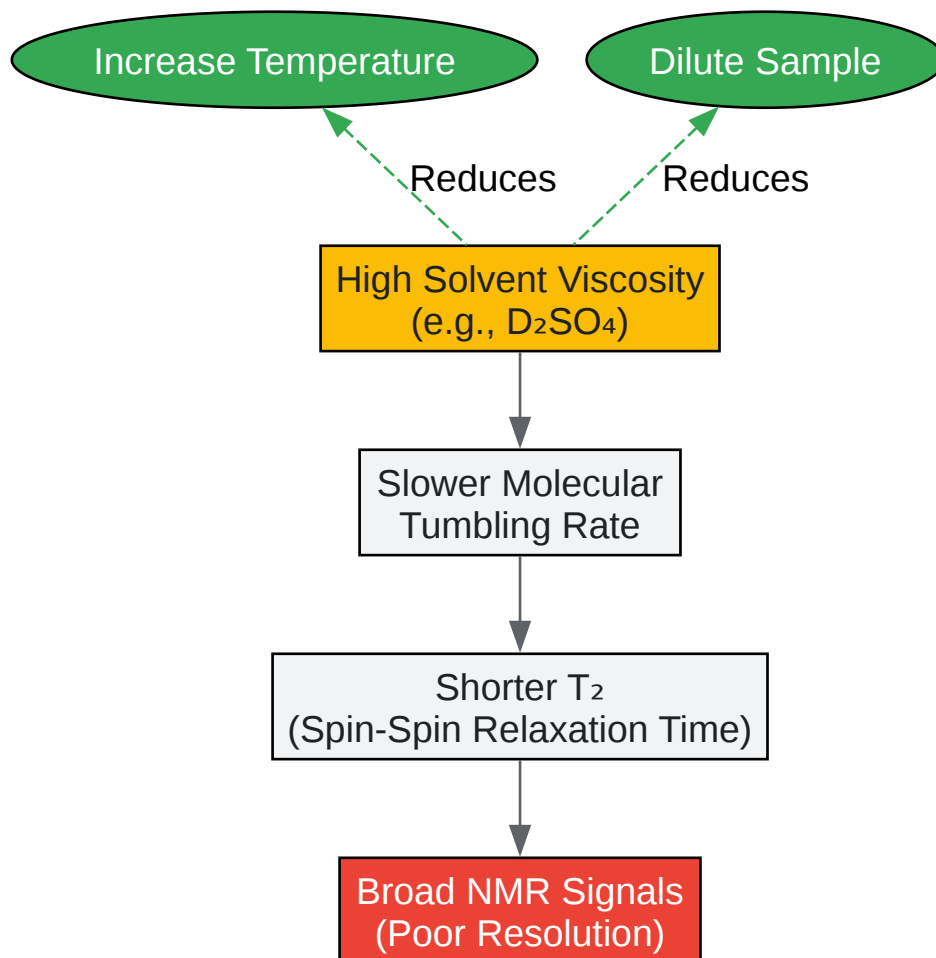 Increase Temperature
Dilute Sample
Reduces
Reduces
High Solvent Viscosity
(e.g., D₂SO₄)
Slower Molecular
Tumbling Rate
Shorter T₂
(Spin-Spin Relaxation Time)
Broad NMR Signals
(Poor Resolution)